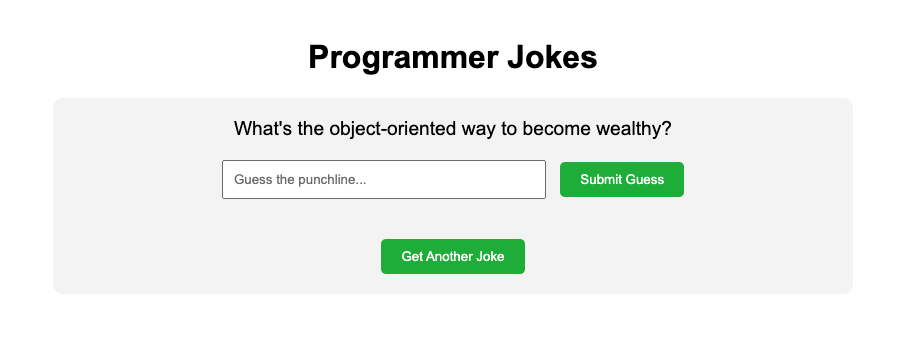 Programmer Jokes
What's the object-oriented way to become wealthy?
Guess the punchline...
Submit Guess
Get Another Joke